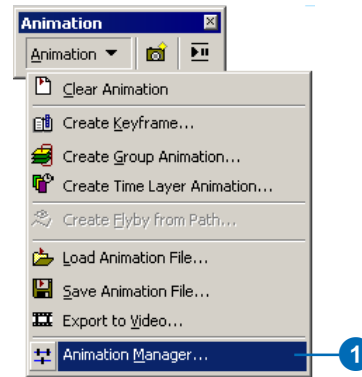 Animation
Animation
Clear Animation
Create Keyframe...
Create Group Animation...
Create Time Layer Animation...
Create Flyby from Path...
Load Animation File...
Save Animation File...
Export to Video...
Animation Manager...
1